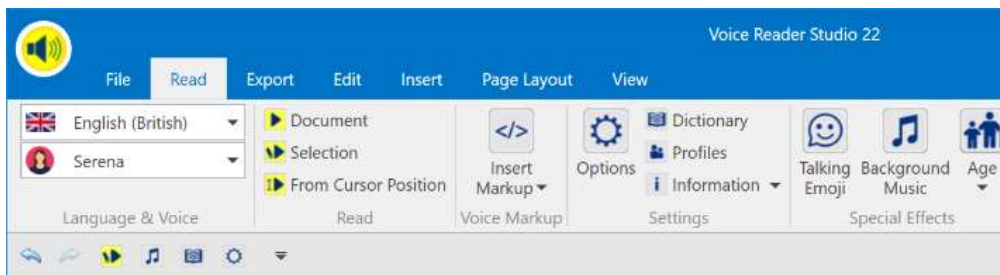 Voice Reader Studio 22
File Read Export Edit Insert Page Layout View
English (British)
Serena
Document
Selection
From Cursor Position
</>
Insert
Markup
Options
Dictionary
Profiles
Information
Talking
Emoji
Background
Music
Age
Language & Voice
Read
Voice Markup
Settings
Special Effects